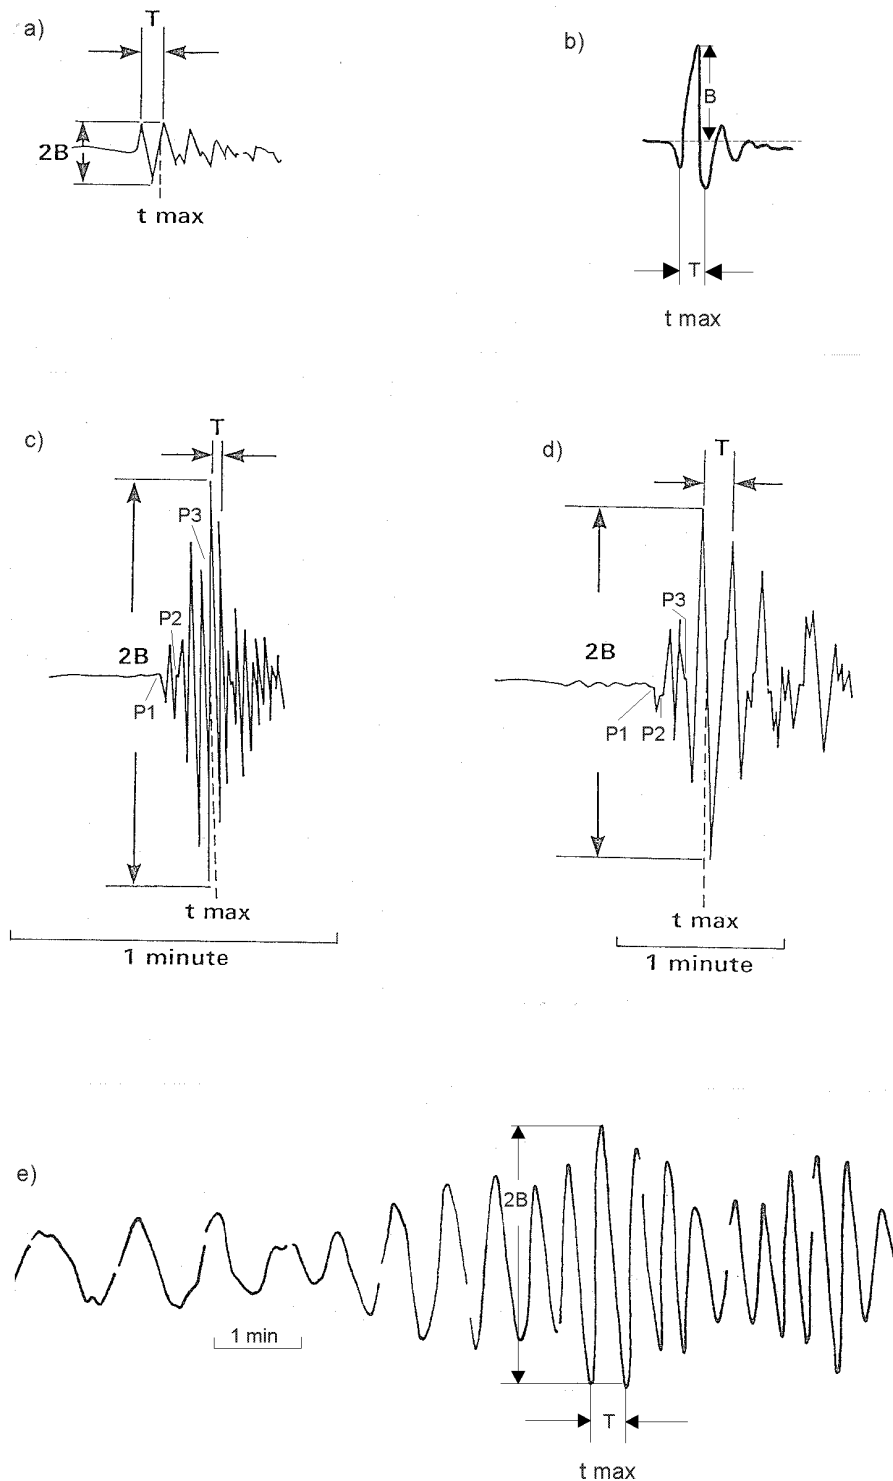 a)
T
2B
t max
b)
B
T
t max
c)
T
P3
P2
2B
P1
t max
1 minute
d)
T
P3
2B
P1
P2
t max
1 minute
e)
2B
1 min
T
t max